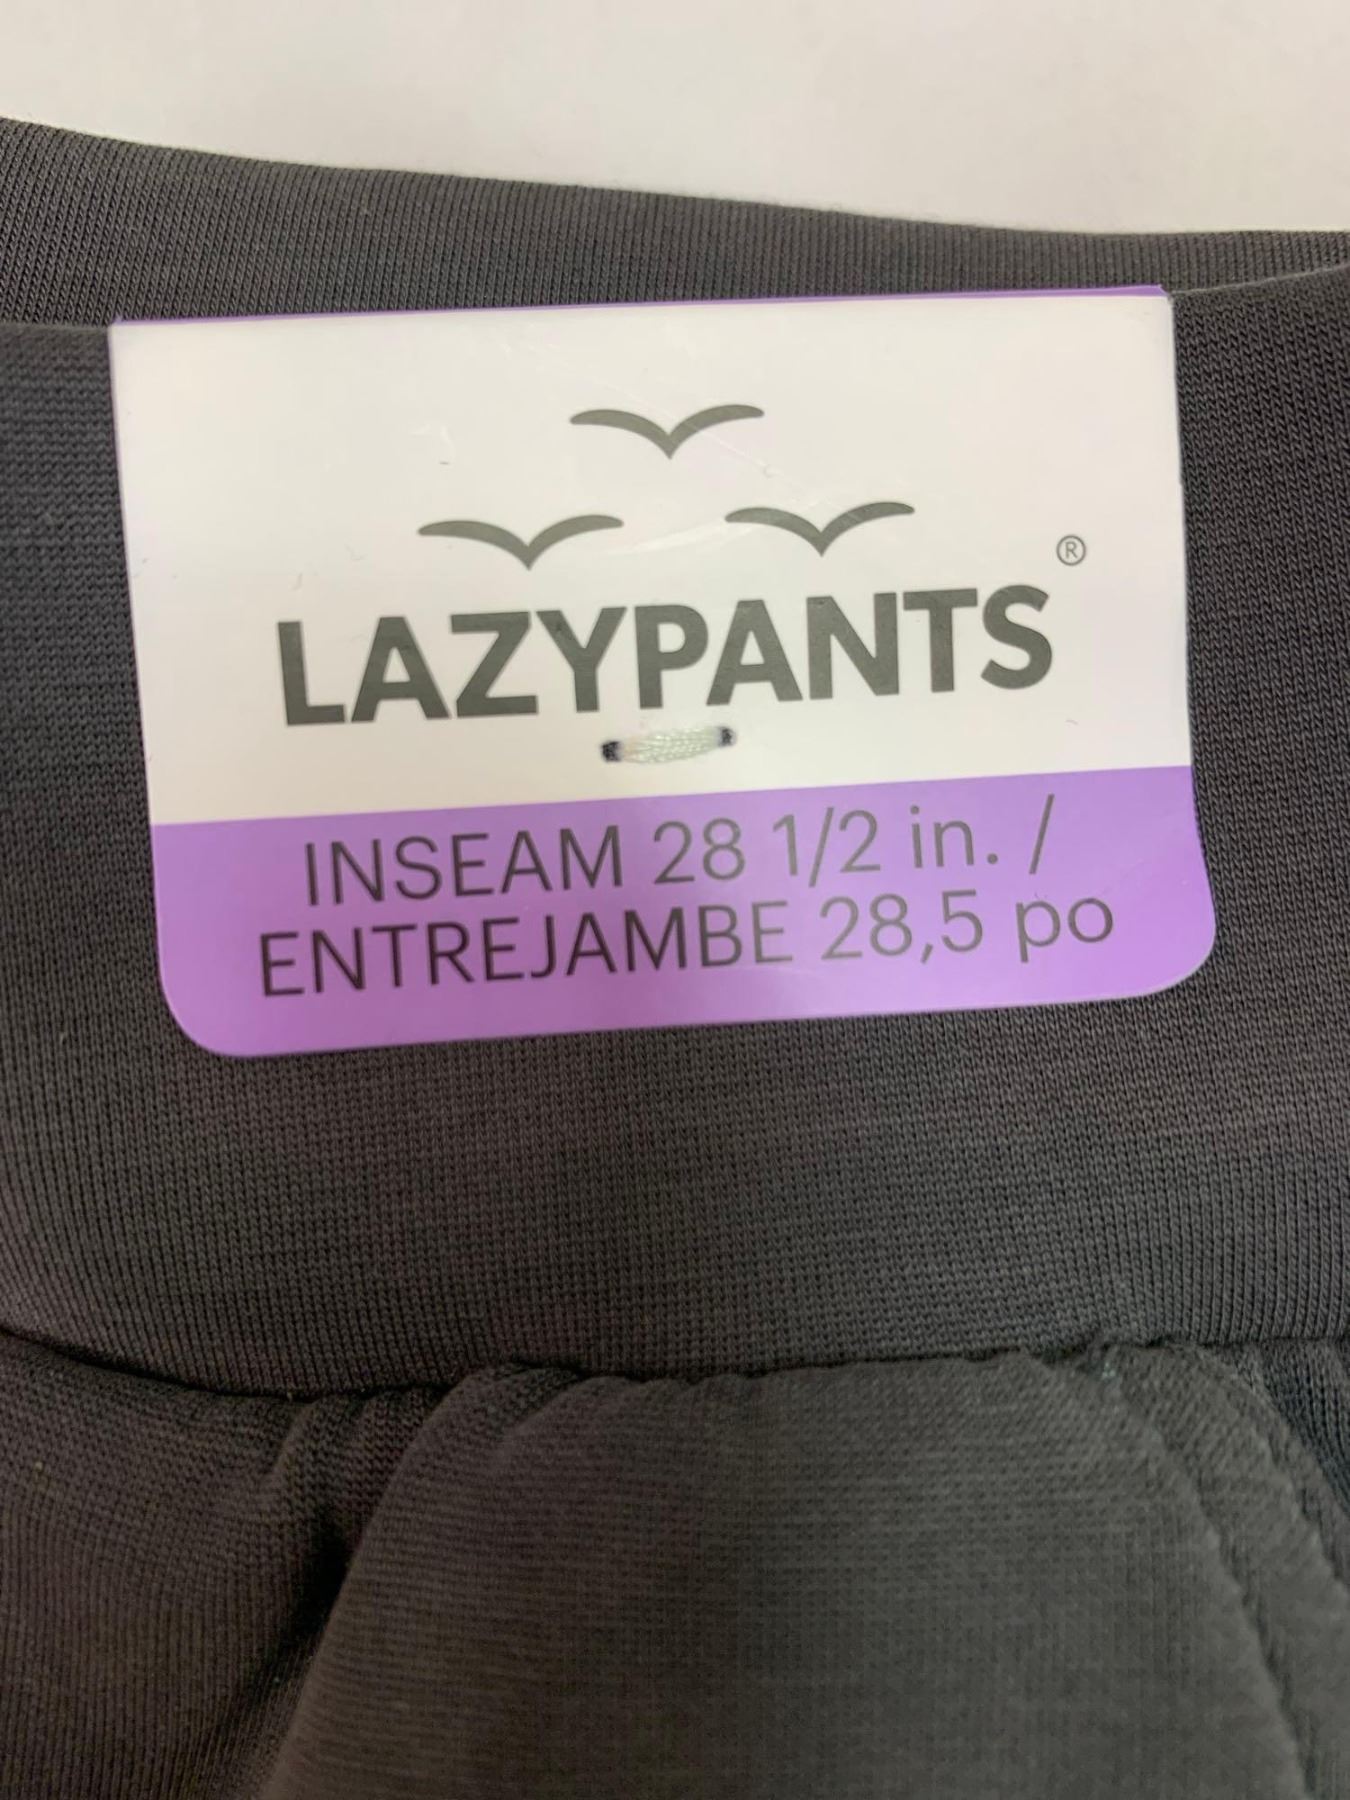 LAZYPANTS®
INSEAM 28 1/2 in. /
ENTREJAMBE 28,5 po